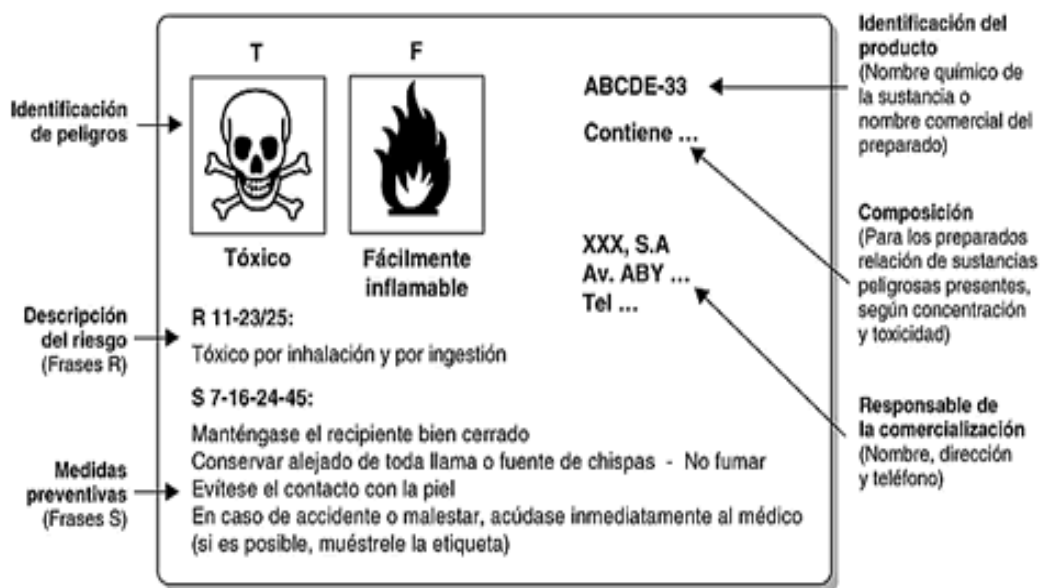 Identificación
de peligros
T
F
Tóxico
Fácilmente
inflamable
ABCDE-33
Contiene ...
XXX, S.A
Av. ABY ...
Tel ...
Identificación del
producto
(Nombre químico de
la sustancia o
nombre comercial del
preparado)
Composición
(Para los preparados
relación de sustancias
peligrosas presentes,
según concentración
y toxicidad)
Responsable de
la comercialización
(Nombre, dirección
y teléfono)
Descripción
del riesgo
(Frases R)
R 11-23/25:
Tóxico por inhalación y por ingestión
Medidas
preventivas
(Frases S)
S 7-16-24-45:
Manténgase el recipiente bien cerrado
Conservar alejado de toda llama o fuente de chispas - No fumar
Evítese el contacto con la piel
En caso de accidente o malestar, acúdase inmediatamente al médico
(si es posible, muéstrele la etiqueta)